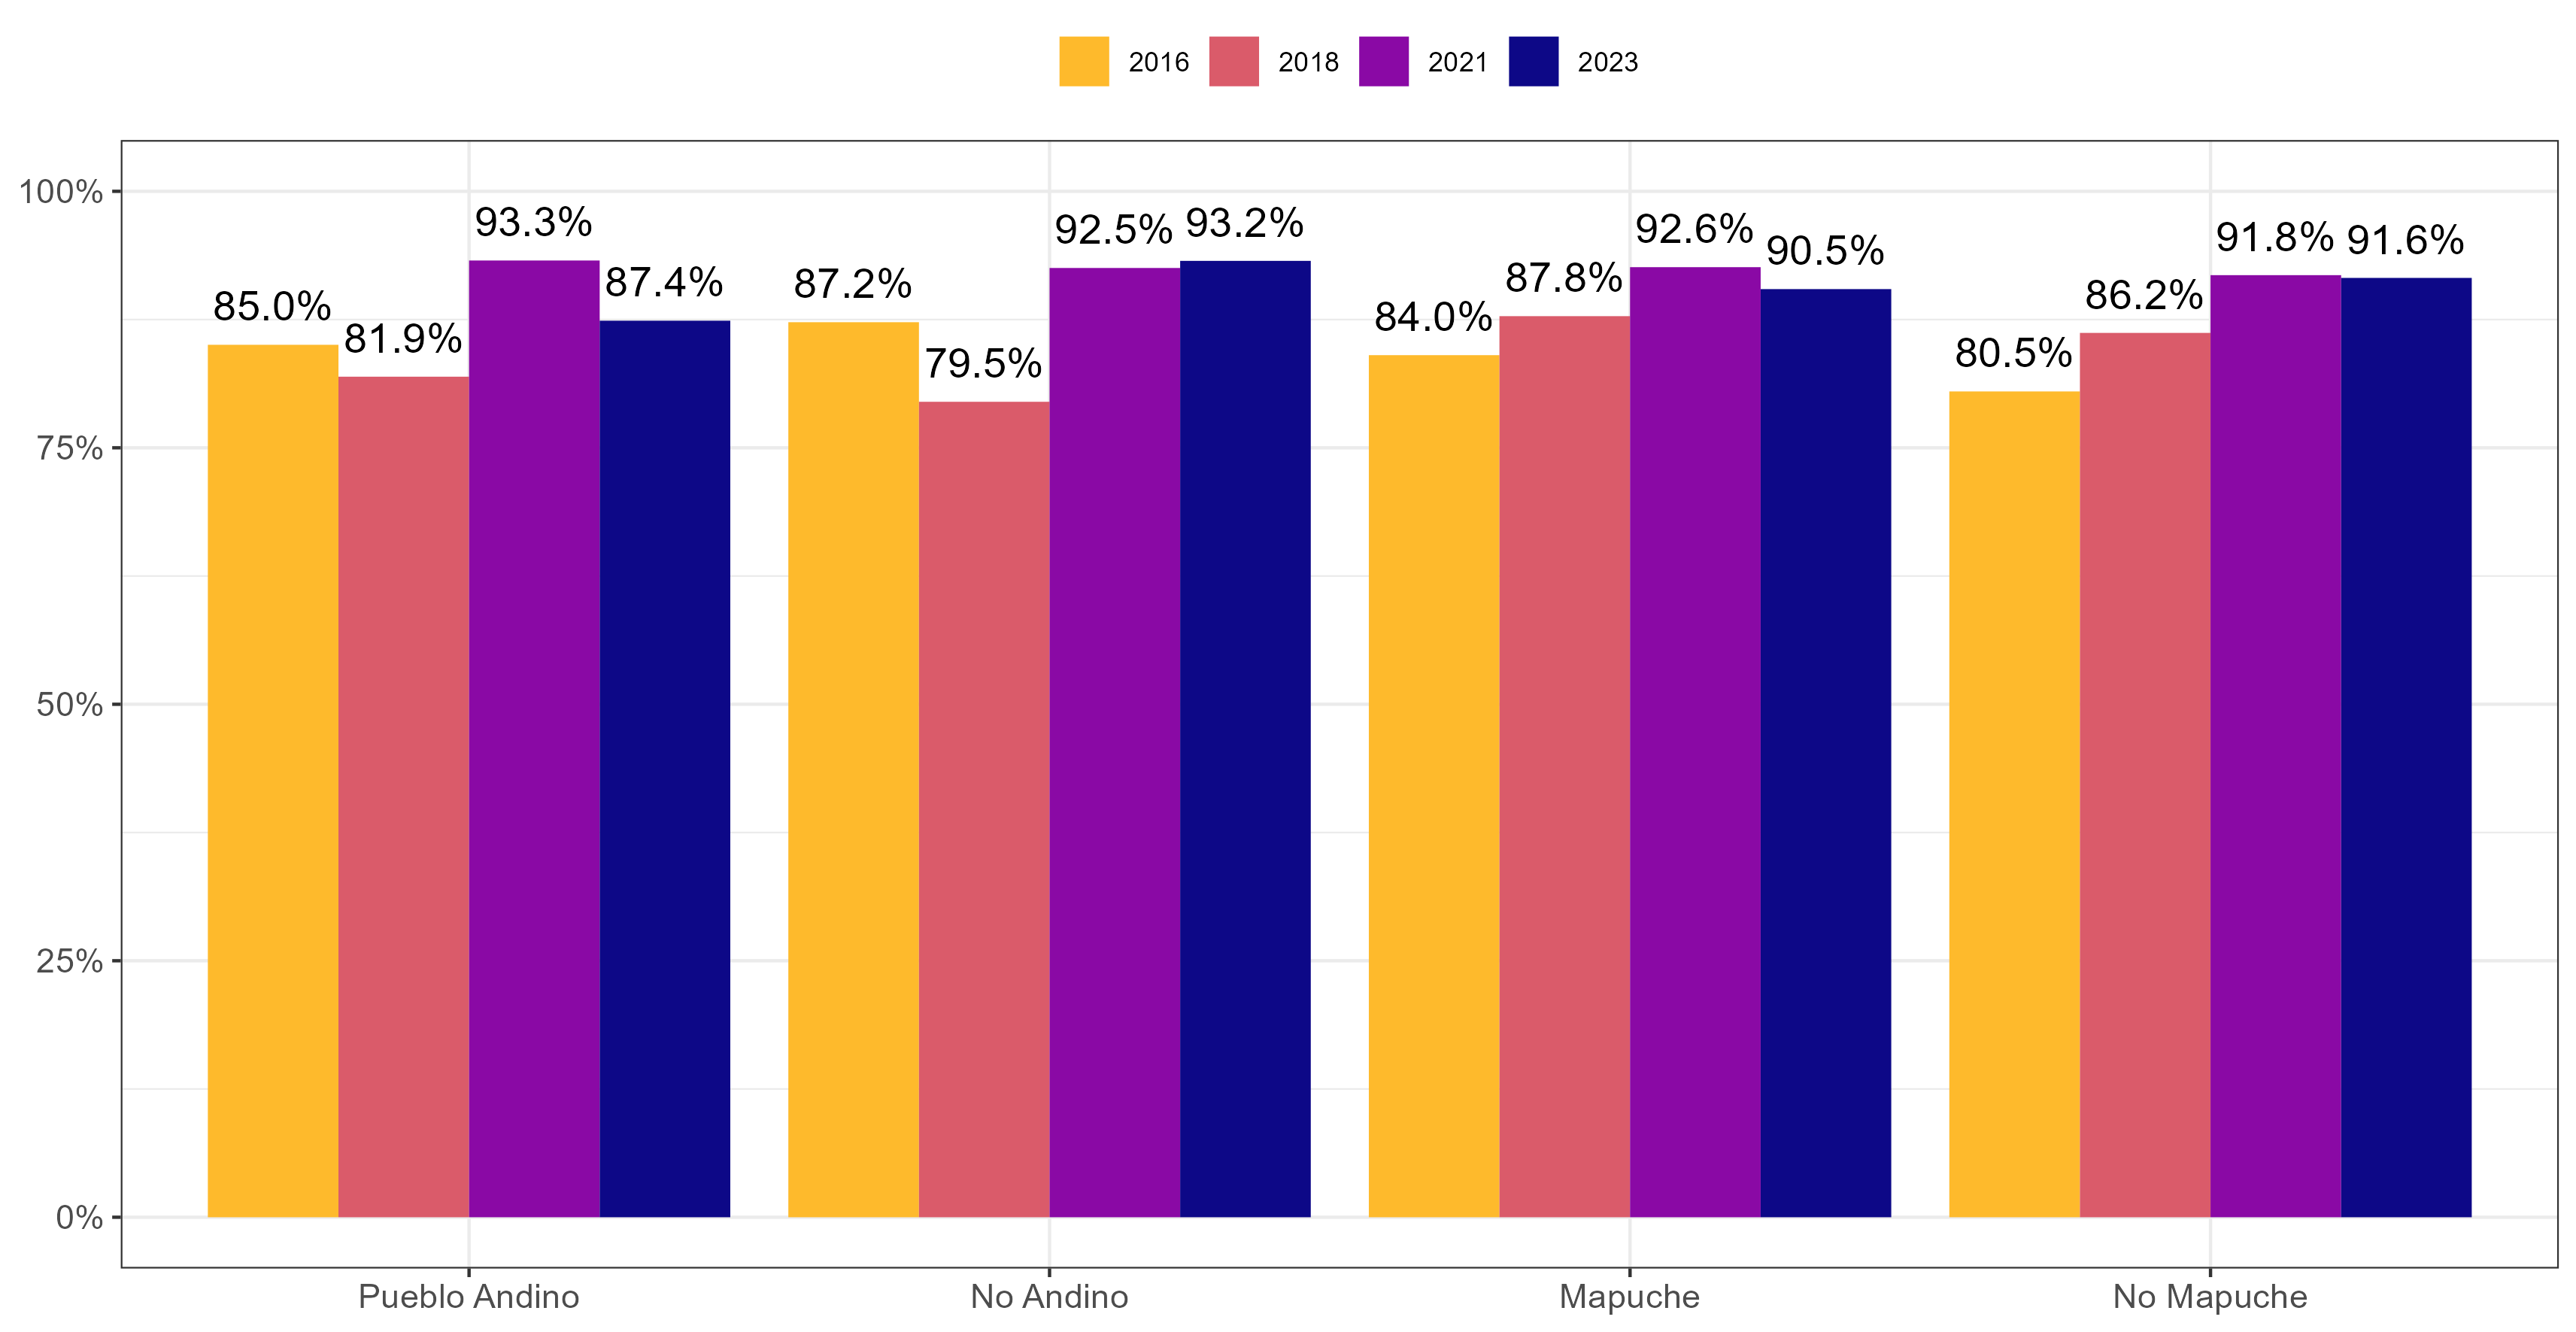 2016 2018 2021 2023
100%
75%
50%
25%
0%
85.0% 81.9% 93.3% 87.4%
87.2% 79.5% 92.5% 93.2%
84.0% 87.8% 92.6% 90.5%
80.5% 86.2% 91.8% 91.6%
Pueblo Andino No Andino Mapuche No Mapuche